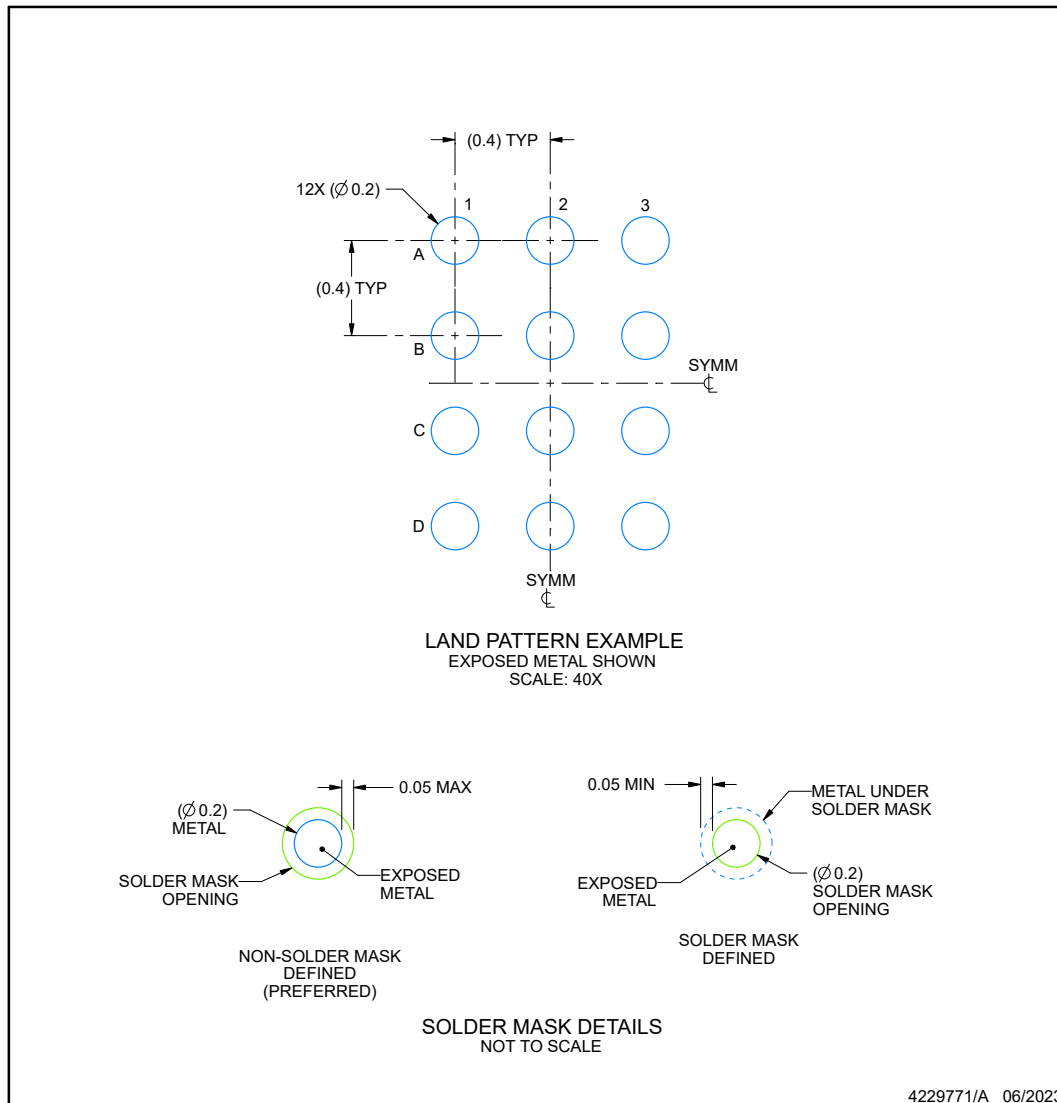 (0.4) TYP
12X (∅ 0.2)
1
2
3
A
(0.4) TYP
B
SYMM
℄
C
D
SYMM
℄
LAND PATTERN EXAMPLE
EXPOSED METAL SHOWN
SCALE: 40X
0.05 MAX
(∅ 0.2)
METAL
SOLDER MASK
OPENING
EXPOSED
METAL
NON-SOLDER MASK
DEFINED
(PREFERRED)
0.05 MIN
METAL UNDER
SOLDER MASK
EXPOSED
METAL
(∅ 0.2)
SOLDER MASK
OPENING
SOLDER MASK
DEFINED
SOLDER MASK DETAILS
NOT TO SCALE
4229771/A 06/2023